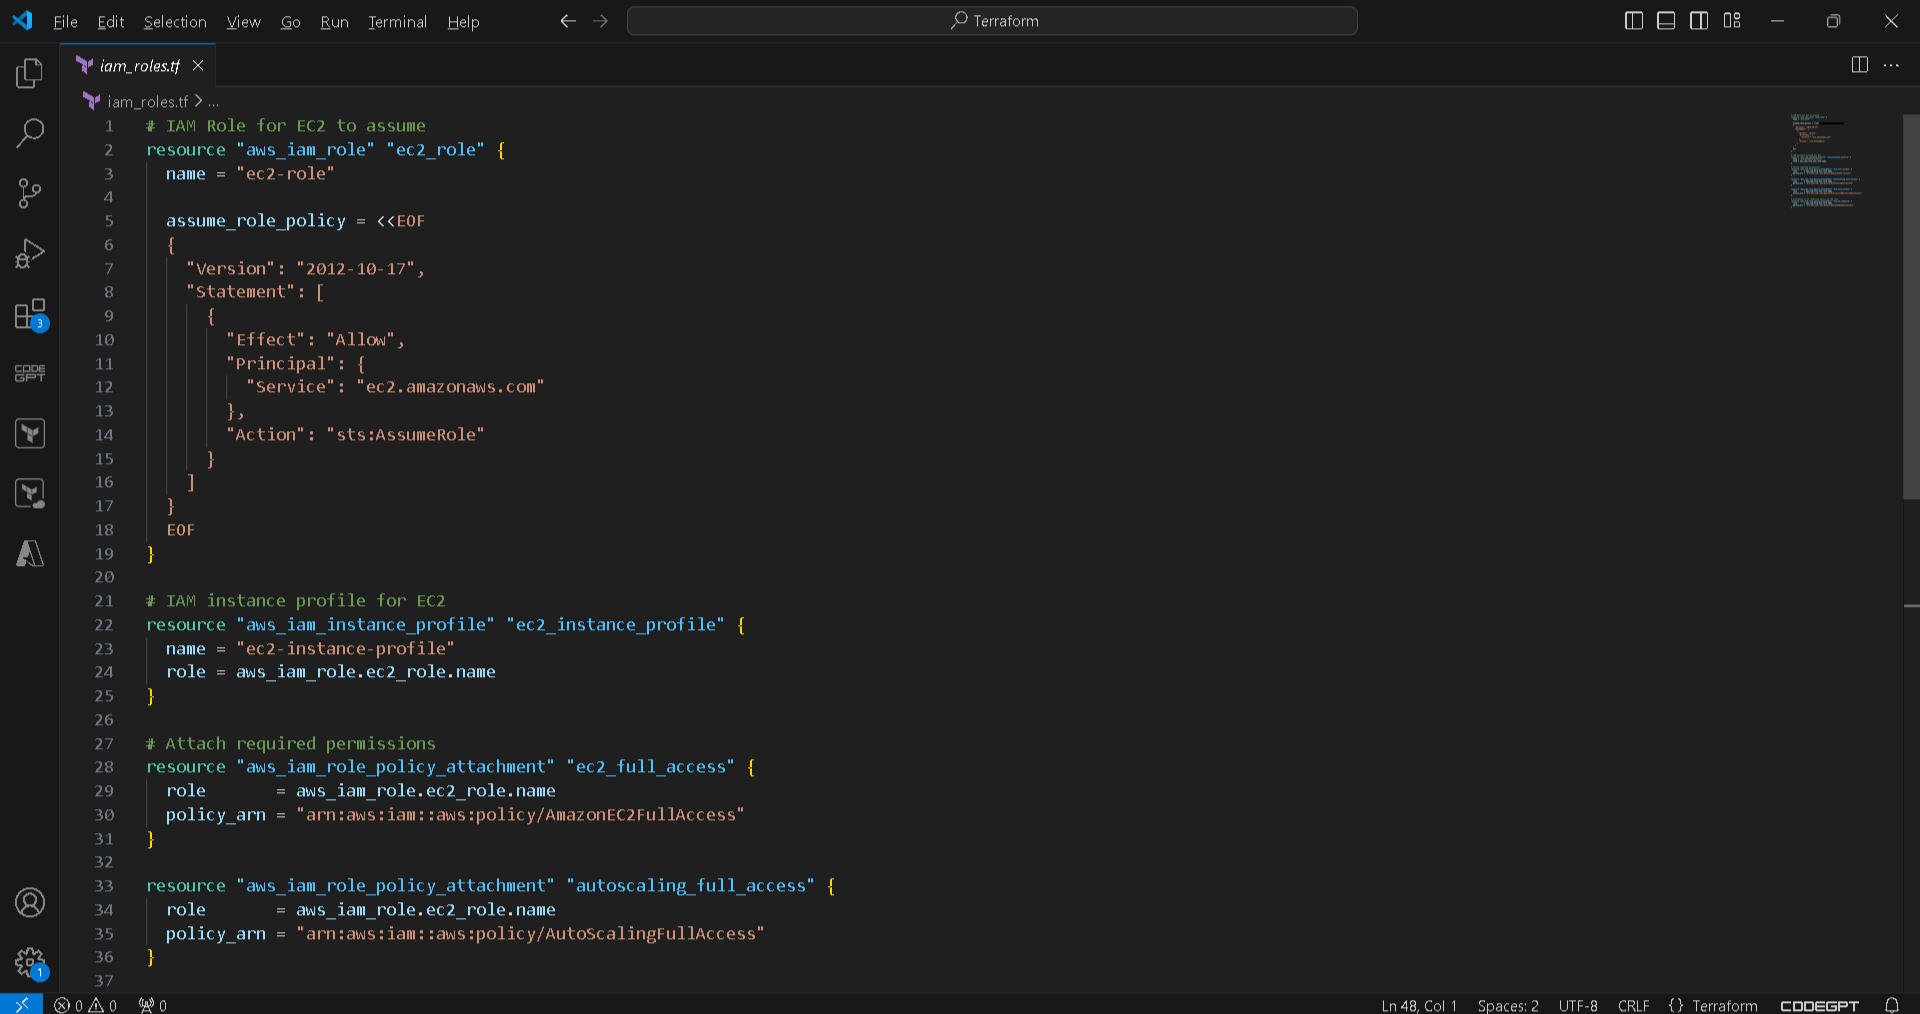 File Edit Selection View Go Run Terminal Help
Terraform
iam_roles.tf
iam_roles.tf > ...
1 # IAM Role for EC2 to assume
2 resource "aws_iam_role" "ec2_role" {
3 name = "ec2-role"
4
5 assume_role_policy = <<EOF
6 {
7 "Version": "2012-10-17",
8 "Statement": [
9 {
10 "Effect": "Allow",
11 "Principal": {
12 "Service": "ec2.amazonaws.com"
13 },
14 "Action": "sts:AssumeRole"
15 }
16 ]
17 }
18 EOF
19 }
20
21 # IAM instance profile for EC2
22 resource "aws_iam_instance_profile" "ec2_instance_profile" {
23 name = "ec2-instance-profile"
24 role = aws_iam_role.ec2_role.name
25 }
26
27 # Attach required permissions
28 resource "aws_iam_role_policy_attachment" "ec2_full_access" {
29 role = aws_iam_role.ec2_role.name
30 policy_arn = "arn:aws:iam::aws:policy/AmazonEC2FullAccess"
31 }
32
33 resource "aws_iam_role_policy_attachment" "autoscaling_full_access" {
34 role = aws_iam_role.ec2_role.name
35 policy_arn = "arn:aws:iam::aws:policy/AutoScalingFullAccess"
36 }
37
3
CODE
GPT
1
0 0 0
Ln 48, Col 1 Spaces: 2 UTF-8 CRLF {} Terraform CODEGPT